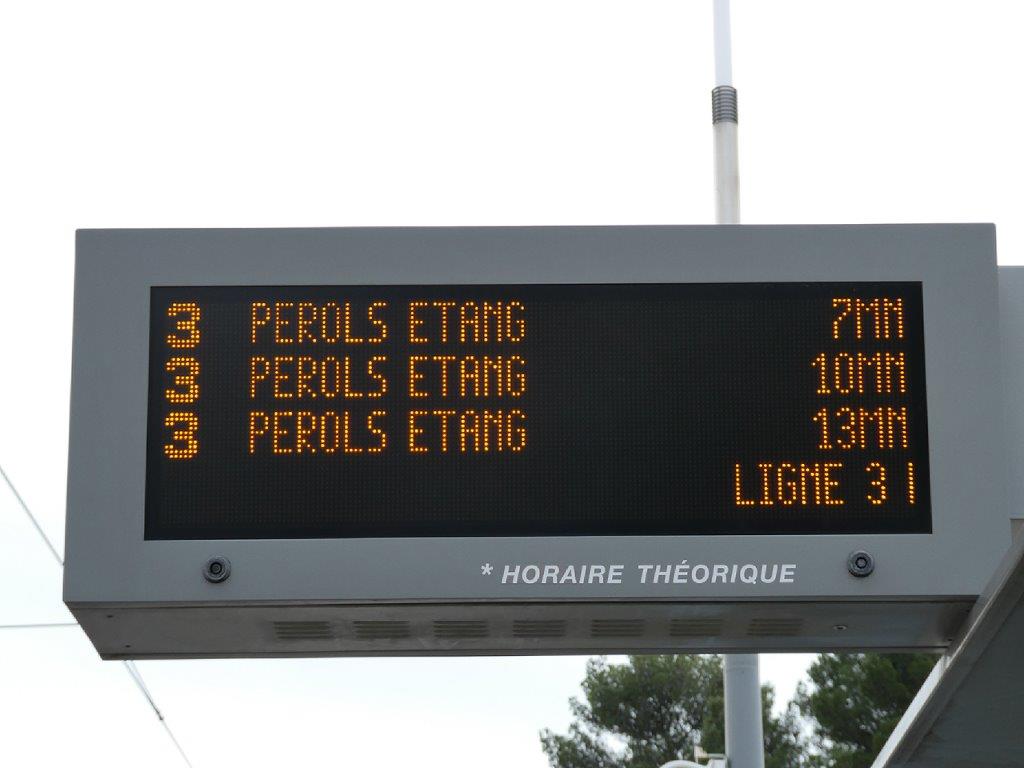 3 PEROLS ETANG 7MN
3 PEROLS ETANG 10MN
3 PEROLS ETANG 13MN
LIGNE 3
* HORAIRE THÉORIQUE